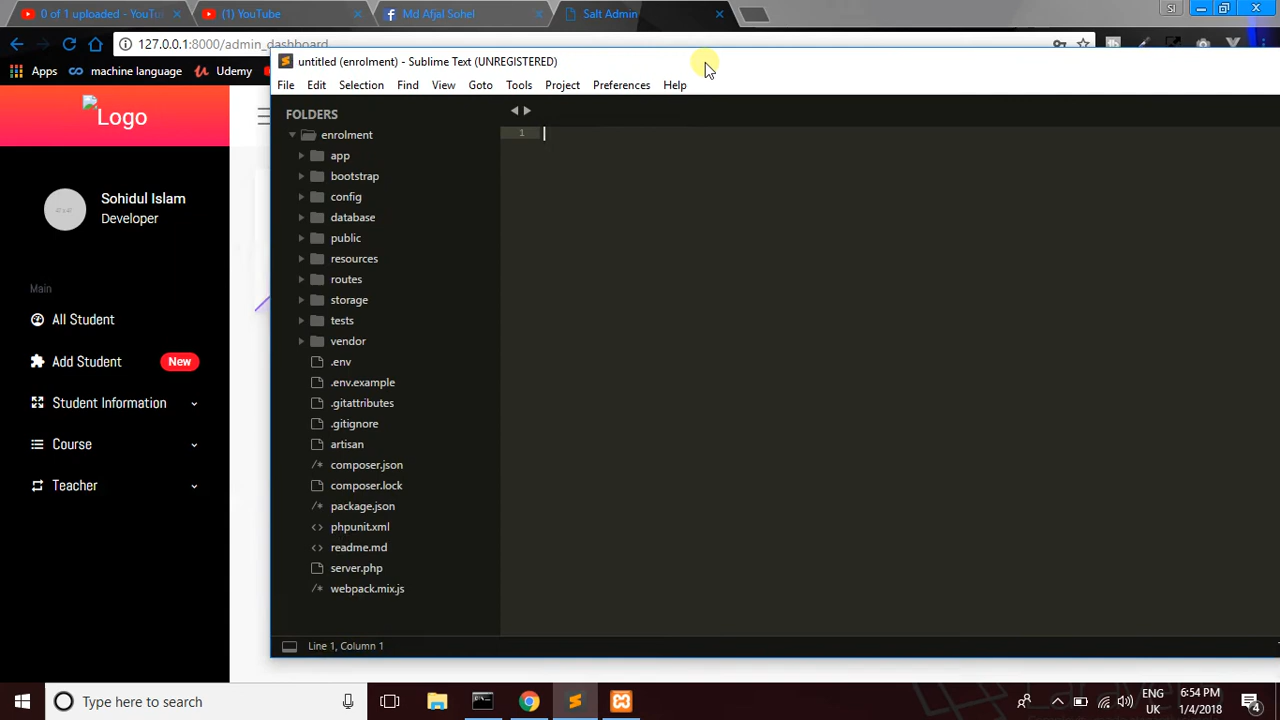 0 of 1 uploaded - YouTu
(1) YouTube
Md Afjal Sohel
Salt Admin
SI
127.0.0.1:8000/admin_dashboard
Apps
machine language
Udemy
untitled (enrolment) - Sublime Text (UNREGISTERED)
File Edit Selection Find View Goto Tools Project Preferences Help
Logo
Sohidul Islam
Developer
Main
All Student
Add Student New
Student Information
Course
Teacher
FOLDERS
enrolment
app
bootstrap
config
database
public
resources
routes
storage
tests
vendor
.env
.env.example
.gitattributes
.gitignore
artisan
composer.json
composer.lock
package.json
phpunit.xml
readme.md
server.php
webpack.mix.js
1
Line 1, Column 1
Type here to search
ENG
UK
6:54 PM
1/4/2018
4